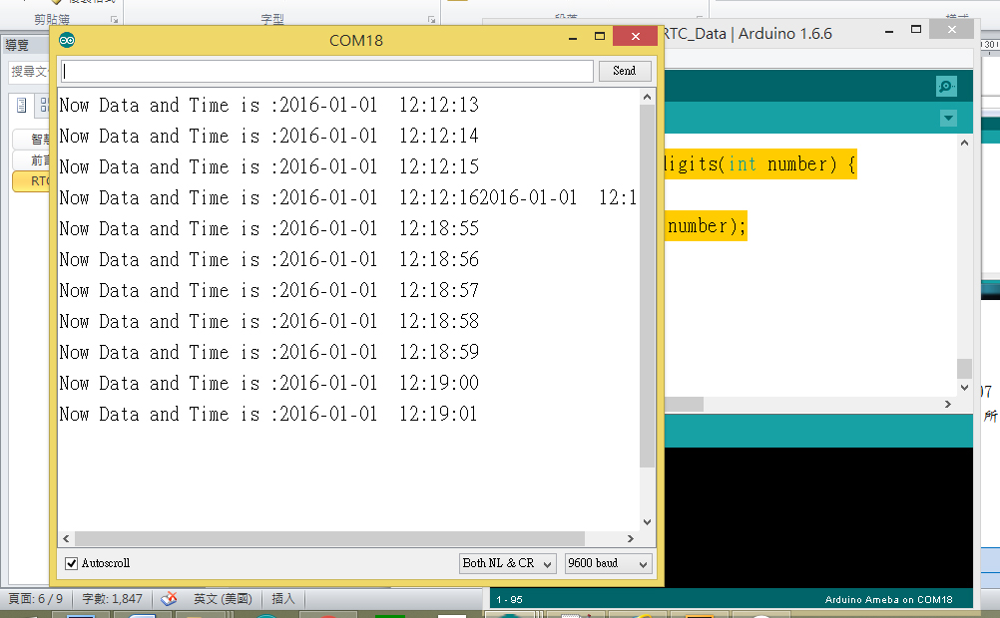 剪貼簿
字型
段落
樣式
導覽
搜尋文
前言
RTC
COM18
RTC_Data | Arduino 1.6.6
Send
Now Data and Time is :2016-01-01 12:12:13
Now Data and Time is :2016-01-01 12:12:14
Now Data and Time is :2016-01-01 12:12:15
Now Data and Time is :2016-01-01 12:12:162016-01-01 12:1
Now Data and Time is :2016-01-01 12:18:55
Now Data and Time is :2016-01-01 12:18:56
Now Data and Time is :2016-01-01 12:18:57
Now Data and Time is :2016-01-01 12:18:58
Now Data and Time is :2016-01-01 12:18:59
Now Data and Time is :2016-01-01 12:19:00
Now Data and Time is :2016-01-01 12:19:01
digits(int number) {
number);
07
所
Autoscroll
Both NL & CR
9600 baud
頁面: 6 / 9
字數: 1,847
英文 (美國)
插入
1 - 95
Arduino Ameba on COM18